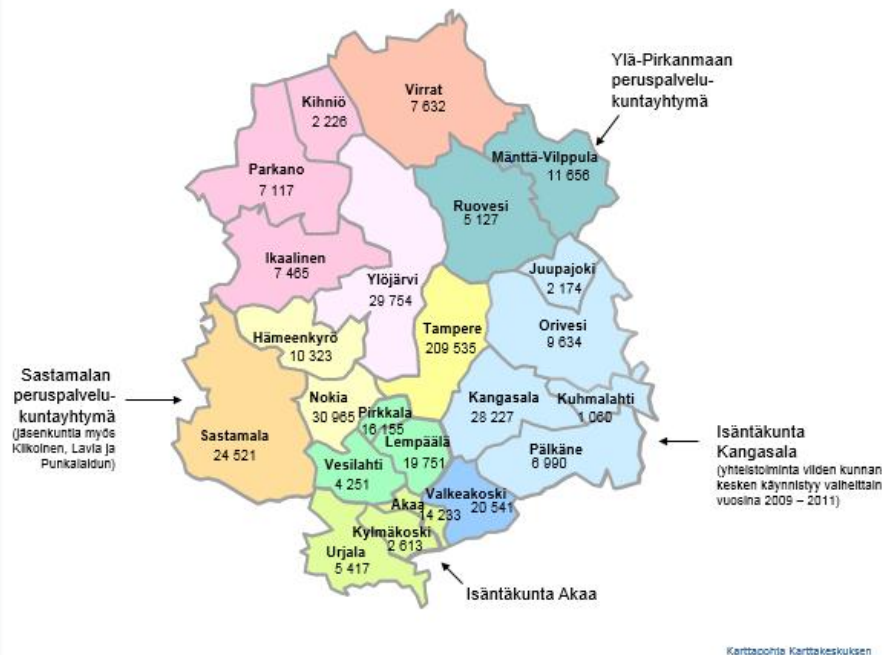 Ylä-Pirkanmaan
peruspalvelu-
kuntayhtymä
Virrat
7 632
Kihniö
2 226
Mänttä-Vilppula
11 656
Parkano
7 117
Ruovesi
5 127
Ikaalinen
7 465
Juupajoki
2 174
Ylöjärvi
29 754
Hämeenkyrö
10 323
Tampere
209 535
Orivesi
9 634
Sastamalan
peruspalvelu-
kuntayhtymä
(jäsenkuntia myös
Kiikoinen, Lavia ja
Punkalaidun)
Nokia
30 965
Pirkkala
16 155
Kangasala
28 227
Kuhmalahti
1 060
Sastamala
24 521
Lempäälä
19 751
Pälkäne
6 990
Isäntäkunta
Kangasala
(yhteistoiminta viiden kunnan
kesken käynnistyy vaiheittain
vuosina 2009 – 2011)
Vesilahti
4 251
Valkeakoski
20 541
Akaa
14 233
Kylmäkoski
2 613
Urjala
5 417
Isäntäkunta Akaa
Karttapohja Karttakeskuksen